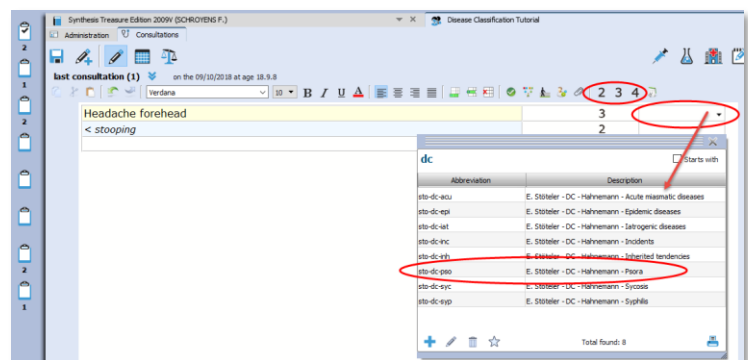 Synthesis Treasure Edition 2009V (SCHROYENS F.)
Disease Classification Tutorial
Administration Consultations
2
last consultation (1) on the 09/10/2018 at age 18.9.8
1
Verdana 10 B I U A 2 3 4
Headache forehead 3
2
< stooping 2
dc Starts with
Abbreviation Description
sto-dc-acu E. Stöteler - DC - Hahnemann - Acute miasmatic diseases
sto-dc-epi E. Stöteler - DC - Hahnemann - Epidemic diseases
sto-dc-iat E. Stöteler - DC - Hahnemann - Iatrogenic diseases
sto-dc-inc E. Stöteler - DC - Hahnemann - Incidents
sto-dc-inh E. Stöteler - DC - Hahnemann - Inherited tendencies
sto-dc-pso E. Stöteler - DC - Hahnemann - Psora
2
sto-dc-syc E. Stöteler - DC - Hahnemann - Sycosis
sto-dc-syp E. Stöteler - DC - Hahnemann - Syphilis
1
Total found: 8